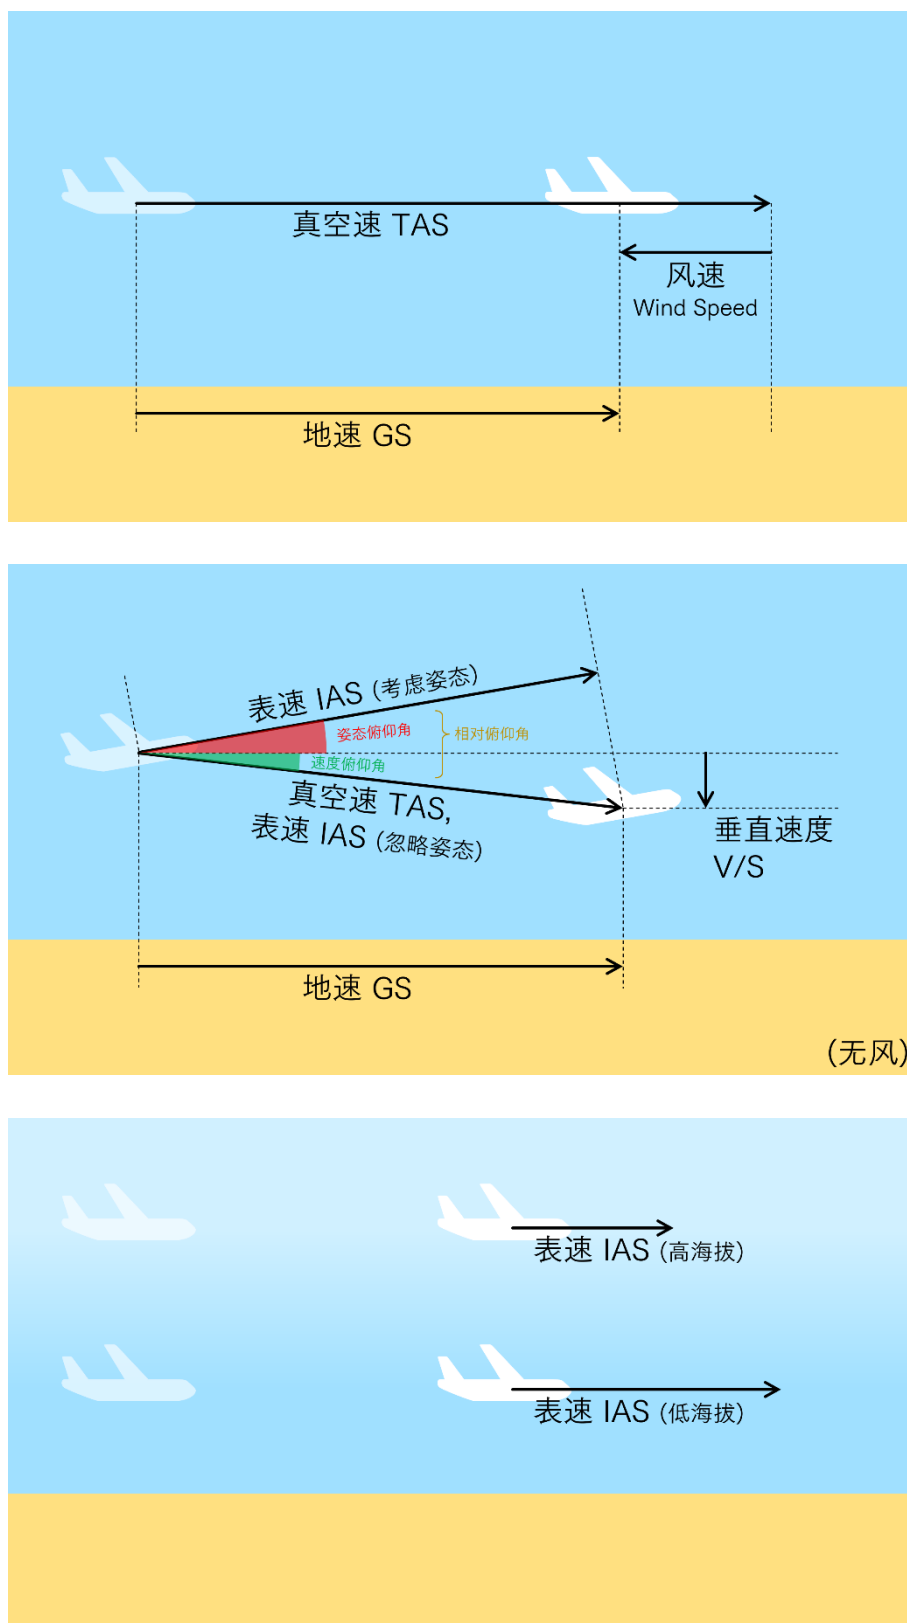 真空速 TAS
风速
Wind Speed
地速 GS
表速 IAS (考虑姿态)
姿态俯仰角
相对俯仰角
速度俯仰角
真空速 TAS,
表速 IAS (忽略姿态)
垂直速度
V/S
地速 GS
(无风)
表速 IAS (高海拔)
表速 IAS (低海拔)